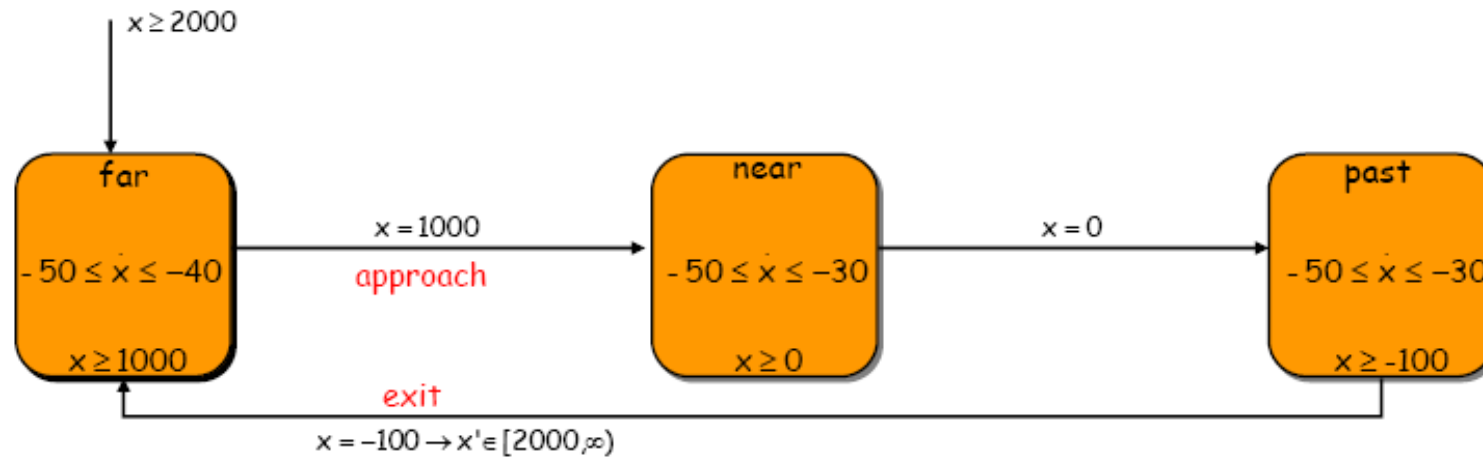 x ≥ 2000
far
- 50 ≤ ẋ ≤ −40
x ≥ 1000
x = 1000
approach
near
- 50 ≤ ẋ ≤ −30
x ≥ 0
x = 0
past
- 50 ≤ ẋ ≤ −30
x ≥ -100
exit
x = −100 → x' ∈ [2000,∞)